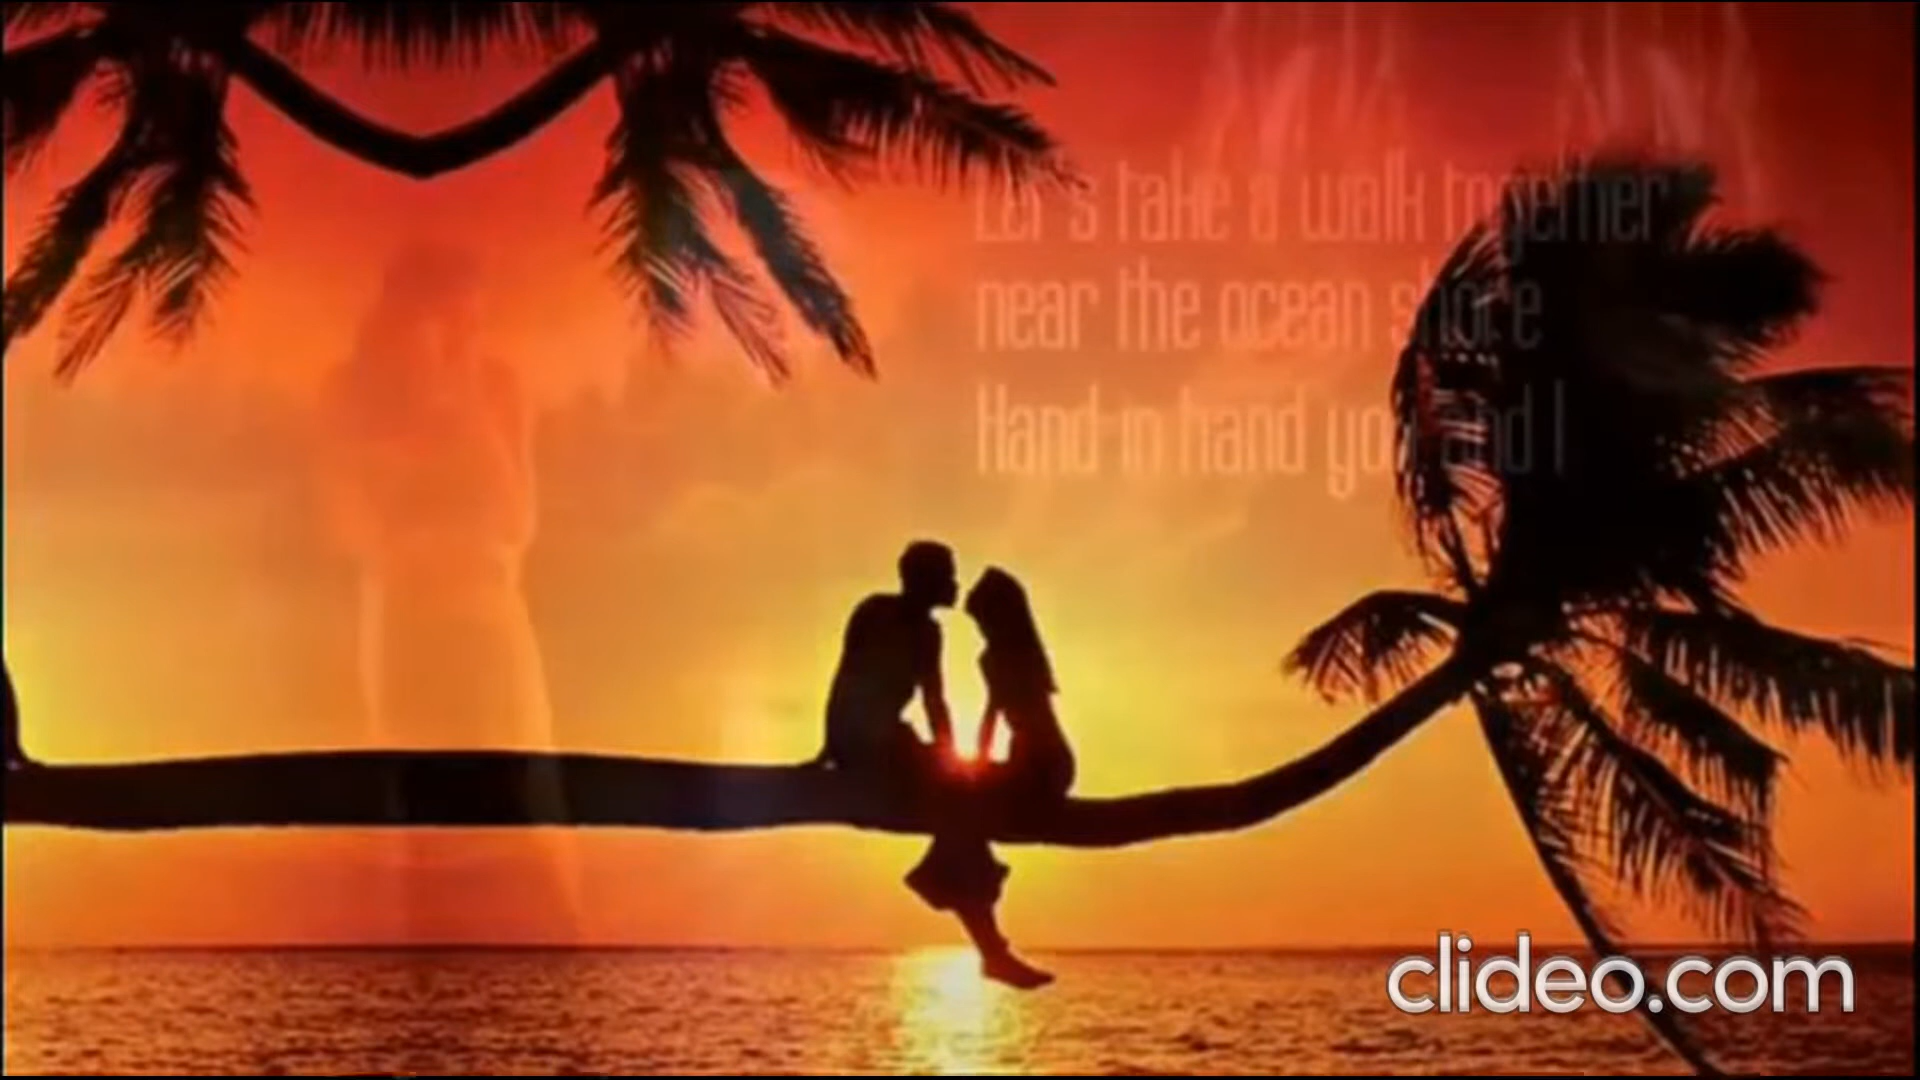 Let's take a walk together
near the ocean shore
Hand in hand you and I
clideo.com